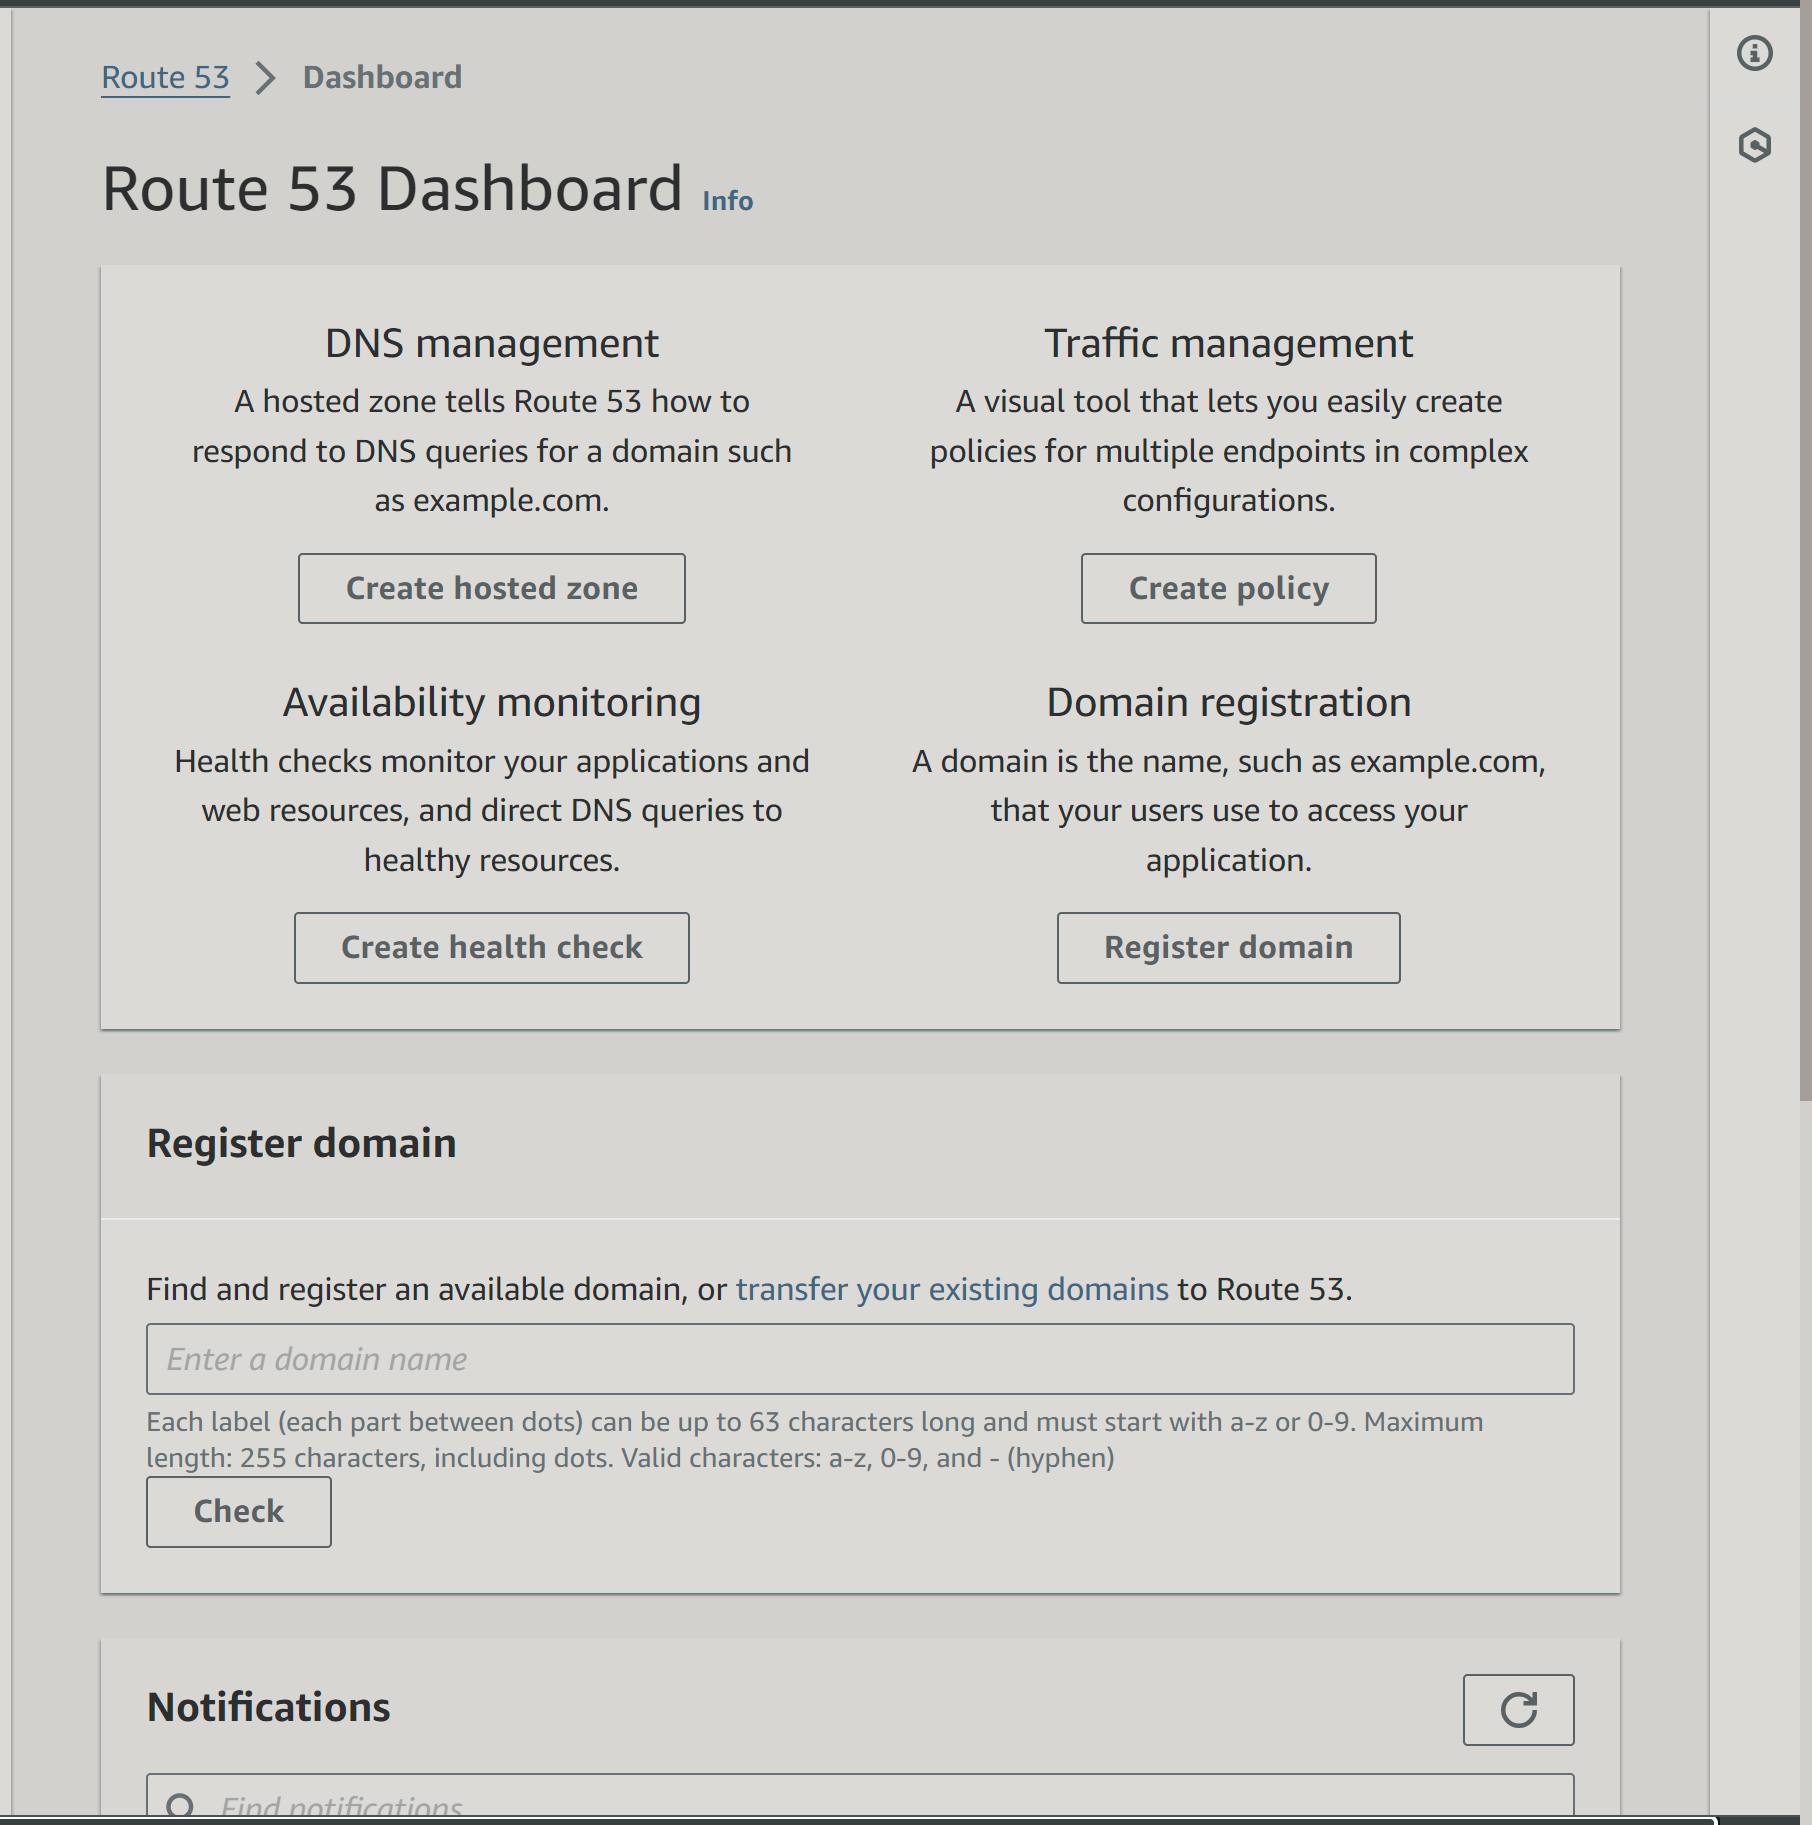 Route 53 Dashboard
Route 53 Dashboard Info
DNS management
A hosted zone tells Route 53 how to
respond to DNS queries for a domain such
as example.com.
Create hosted zone
Traffic management
A visual tool that lets you easily create
policies for multiple endpoints in complex
configurations.
Create policy
Availability monitoring
Health checks monitor your applications and
web resources, and direct DNS queries to
healthy resources.
Create health check
Domain registration
A domain is the name, such as example.com,
that your users use to access your
application.
Register domain
Register domain
Find and register an available domain, or transfer your existing domains to Route 53.
Enter a domain name
Each label (each part between dots) can be up to 63 characters long and must start with a-z or 0-9. Maximum
length: 255 characters, including dots. Valid characters: a-z, 0-9, and - (hyphen)
Check
Notifications
Find notifications